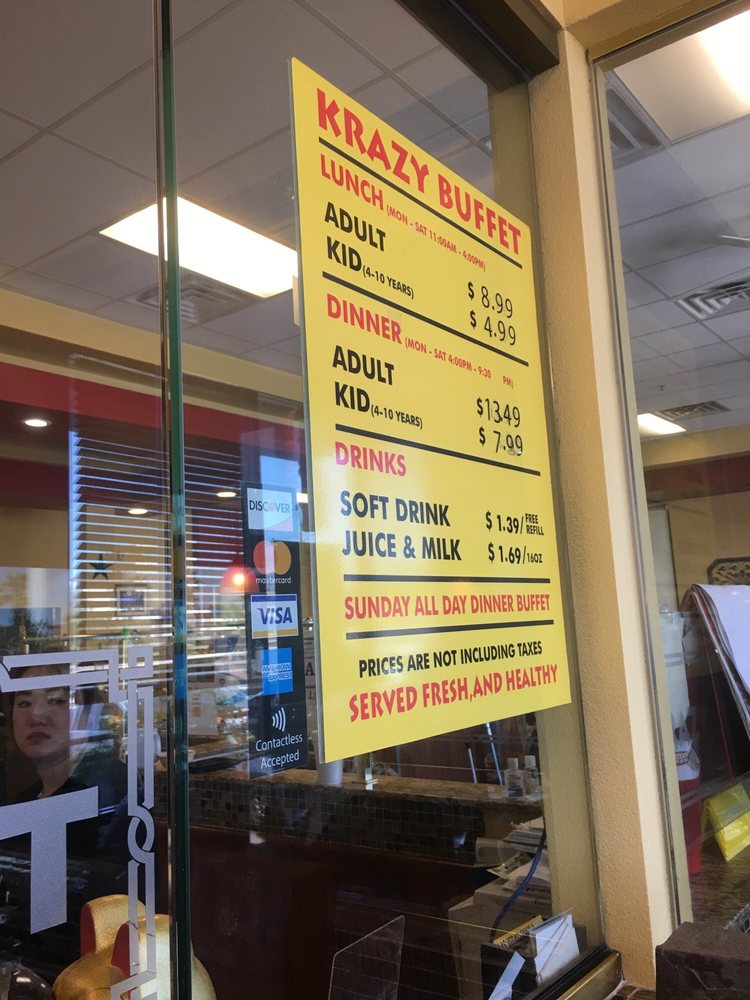 KRAZY BUFFET
LUNCH (MON - SAT 11:00AM - 4:00PM)
ADULT $ 8.99
KID (4-10 YEARS) $ 4.99
DINNER (MON - SAT 4:00PM - 9:30 PM)
ADULT $13.49
KID (4-10 YEARS) $ 7.99
DRINKS
SOFT DRINK $ 1.39/ FREE REFILL
JUICE & MILK $ 1.69/16OZ
SUNDAY ALL DAY DINNER BUFFET
PRICES ARE NOT INCLUDING TAXES
SERVED FRESH,AND HEALTHY
DISCOVER
mastercard
VISA
AMERICAN EXPRESS
Contactless
Accepted
T